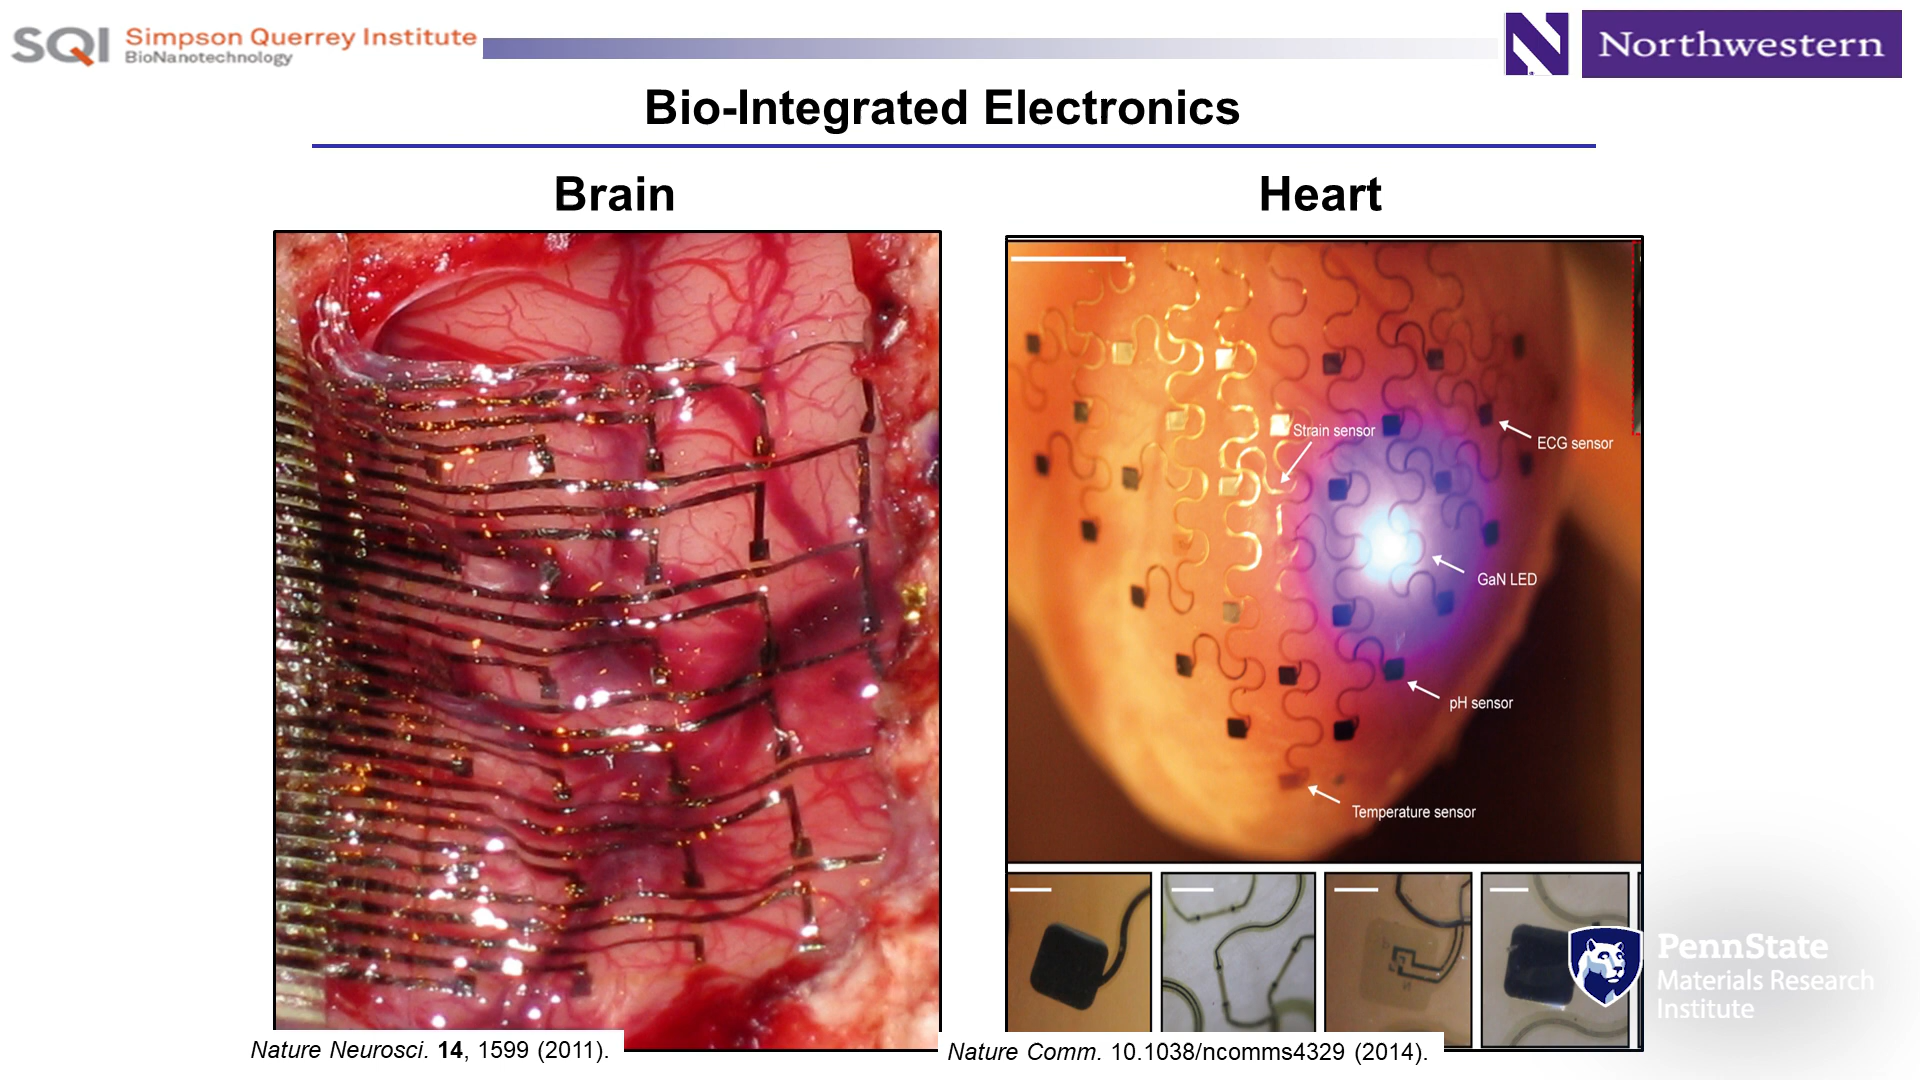 SQI Simpson Querrey Institute
BioNanotechnology
Northwestern
Bio-Integrated Electronics
Brain
Heart
Strain sensor
ECG sensor
GaN LED
pH sensor
Temperature sensor
PennState
Materials Research
Institute
Nature Neurosci. 14, 1599 (2011).
Nature Comm. 10.1038/ncomms4329 (2014).